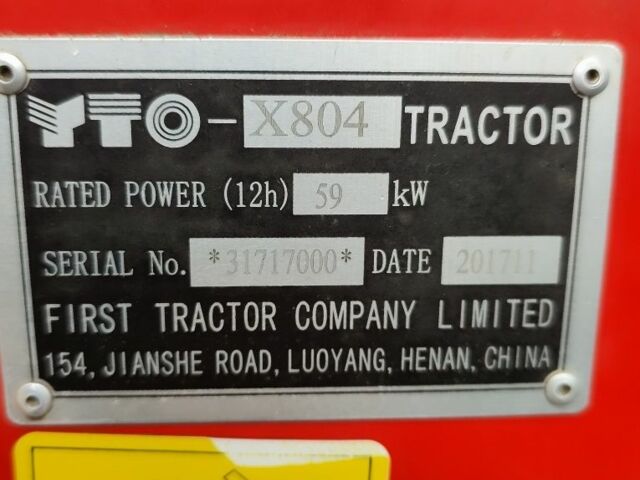 YTO-X804 TRACTOR
RATED POWER (12h) 59 kW
SERIAL No. *31717000* DATE 201711
FIRST TRACTOR COMPANY LIMITED
154, JIANSHE ROAD, LUOYANG, HENAN, CHINA